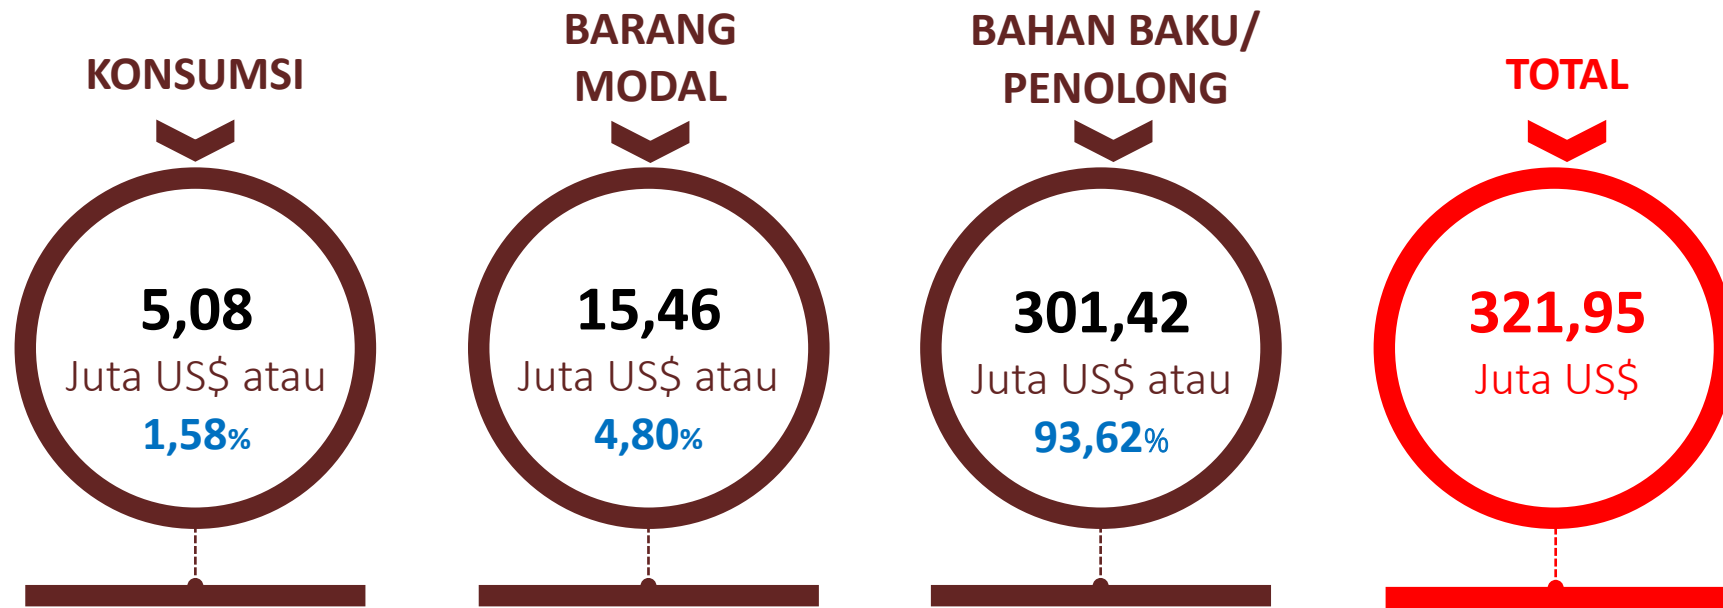 KONSUMSI
5,08
Juta US$ atau
1,58%
BARANG
MODAL
15,46
Juta US$ atau
4,80%
BAHAN BAKU/
PENOLONG
301,42
Juta US$ atau
93,62%
TOTAL
321,95
Juta US$